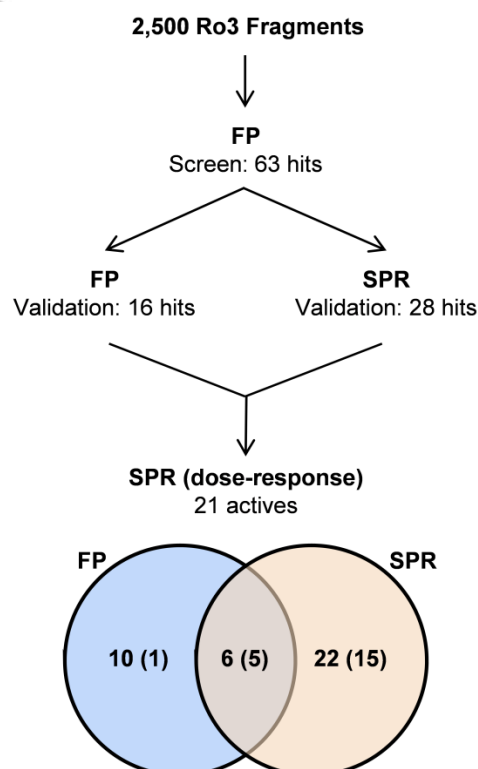 2,500 Ro3 Fragments
FP
Screen: 63 hits
FP
Validation: 16 hits
SPR
Validation: 28 hits
SPR (dose-response)
21 actives
FP
SPR
10 (1)
6 (5)
22 (15)